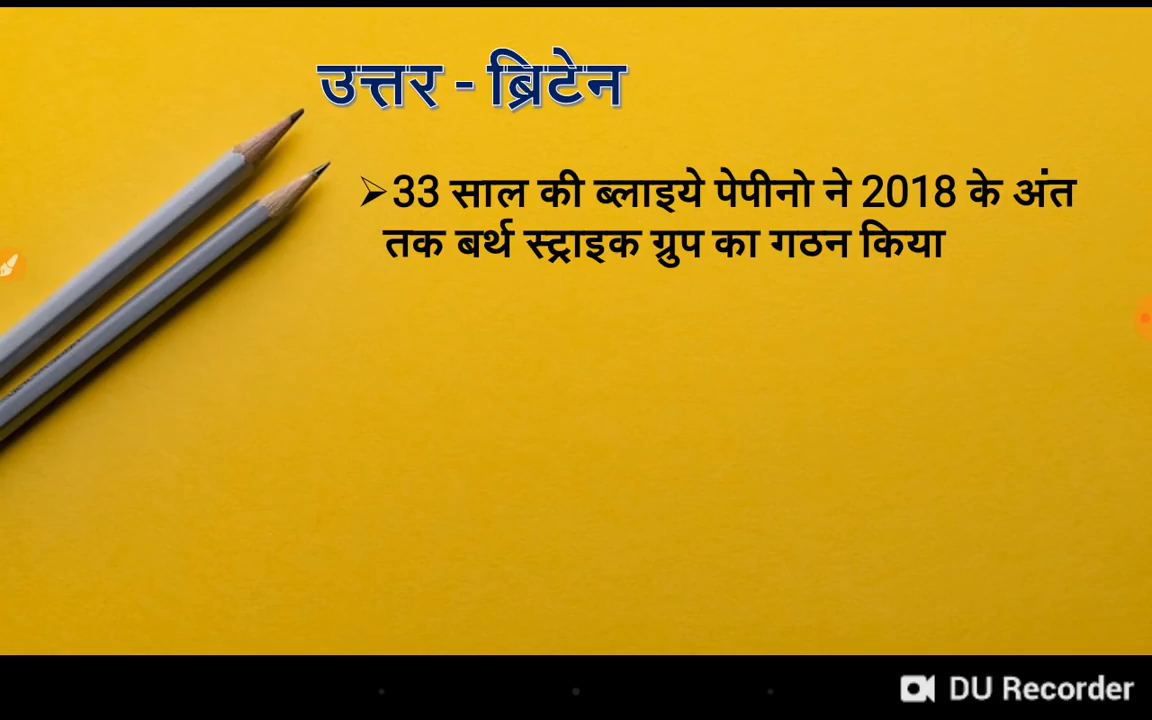 उत्तर - ब्रिटेन
➢33 साल की ब्लाइये पेपीनो ने 2018 के अंत
तक बर्थ स्ट्राइक ग्रुप का गठन किया
DU Recorder